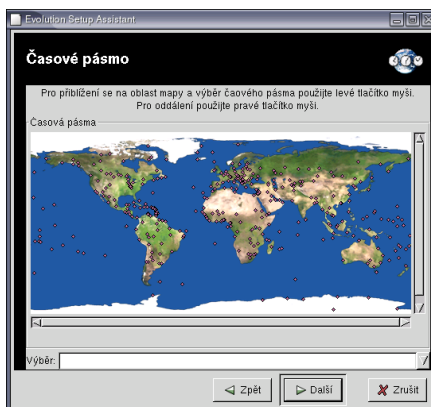 Evolution Setup Assistant
Časové pásmo
Pro přiblížení se na oblast mapy a výběr čaového pásma použijte levé tlačítko myši.
Pro oddálení použijte pravé tlačítko myši.
Časová pásma
Výběr:
Zpět
Další
Zrušit